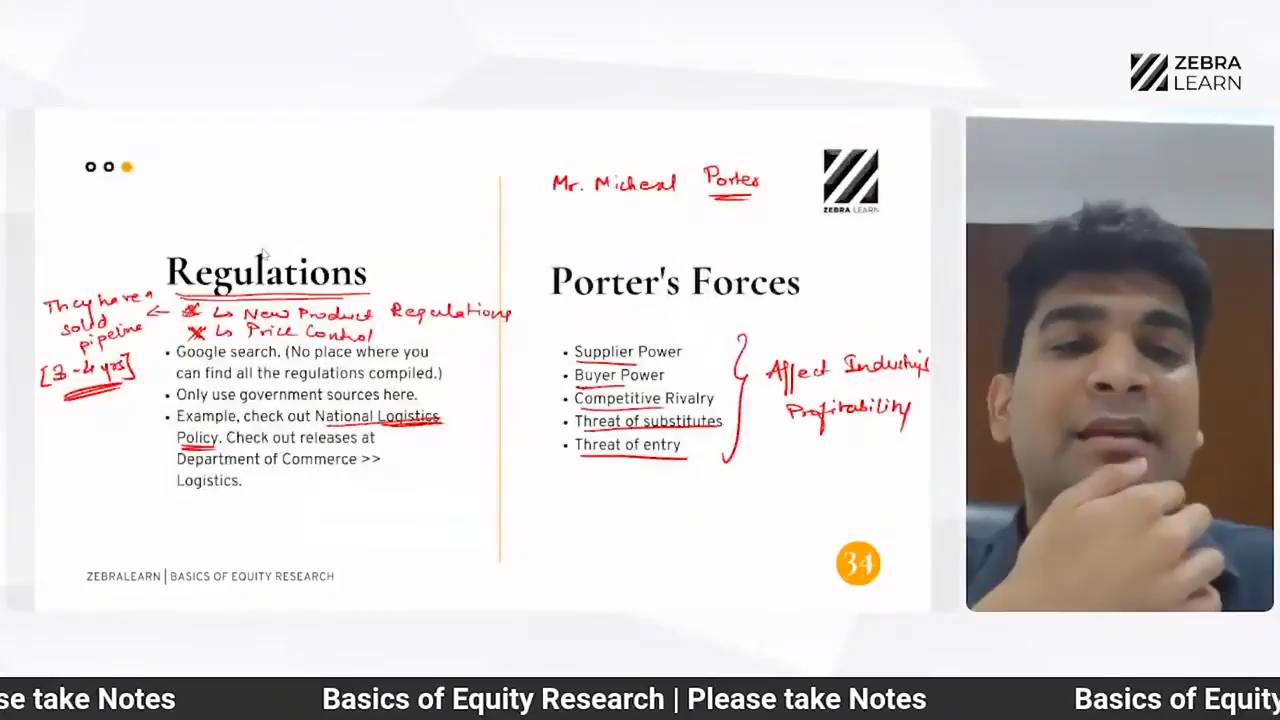 ZEBRA
LEARN
Mr. Micheal Porter
ZEBRA LEARN
Regulations
They have a
solid
pipeline
[3-4 yrs]
← * ↳ New Product Regulations
* ↳ Price Control
• Google search. (No place where you
can find all the regulations compiled.)
• Only use government sources here.
• Example, check out National Logistics
Policy. Check out releases at
Department of Commerce >>
Logistics.
Porter's Forces
• Supplier Power
• Buyer Power
• Competitive Rivalry
• Threat of substitutes
• Threat of entry
Affect Industry's
Profitability
34
ZEBRALEARN | BASICS OF EQUITY RESEARCH
se take Notes Basics of Equity Research | Please take Notes Basics of Equity